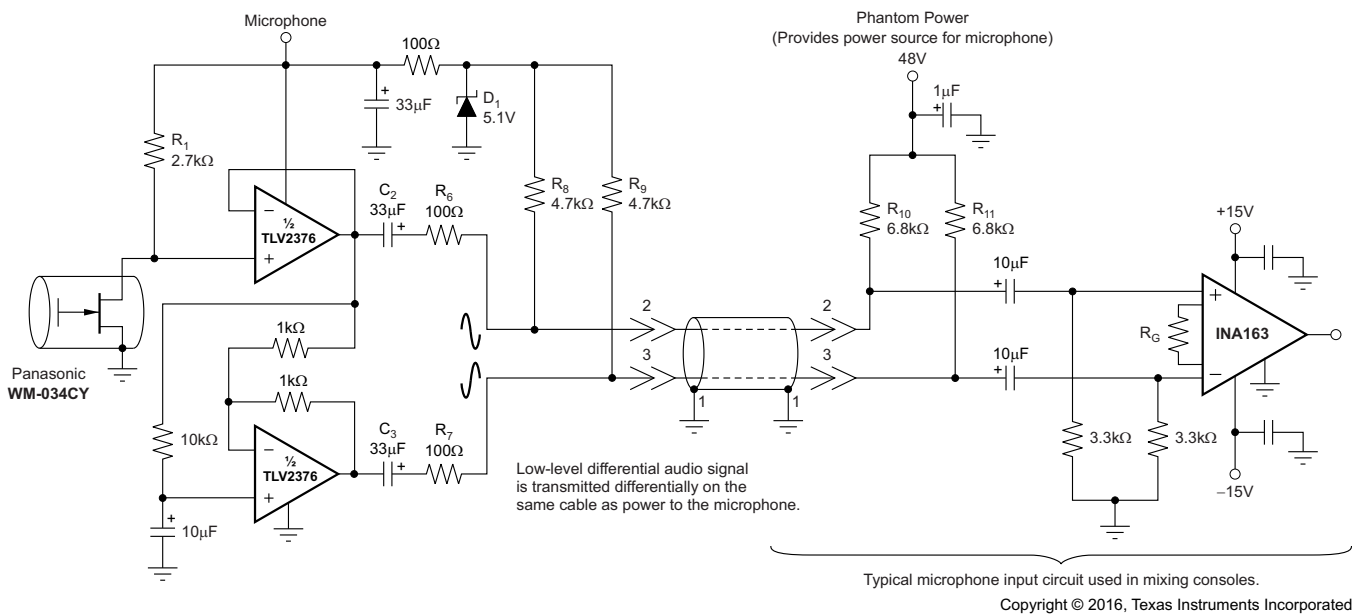 Microphone
100Ω
+
33μF
D1
5.1V
R1
2.7kΩ
−
½
TLV2376
+
C2
33μF
+
R6
100Ω
R8
4.7kΩ
R9
4.7kΩ
Panasonic
WM-034CY
1kΩ
1kΩ
10kΩ
−
½
TLV2376
+
+
10μF
C3
33μF
+
R7
100Ω
2
3
1
2
3
1
Low-level differential audio signal
is transmitted differentially on the
same cable as power to the microphone.
Phantom Power
(Provides power source for microphone)
48V
1μF
+
R10
6.8kΩ
R11
6.8kΩ
10μF
+
10μF
+
+15V
+
RG
INA163
−
3.3kΩ
3.3kΩ
−15V
Typical microphone input circuit used in mixing consoles.
Copyright © 2016, Texas Instruments Incorporated